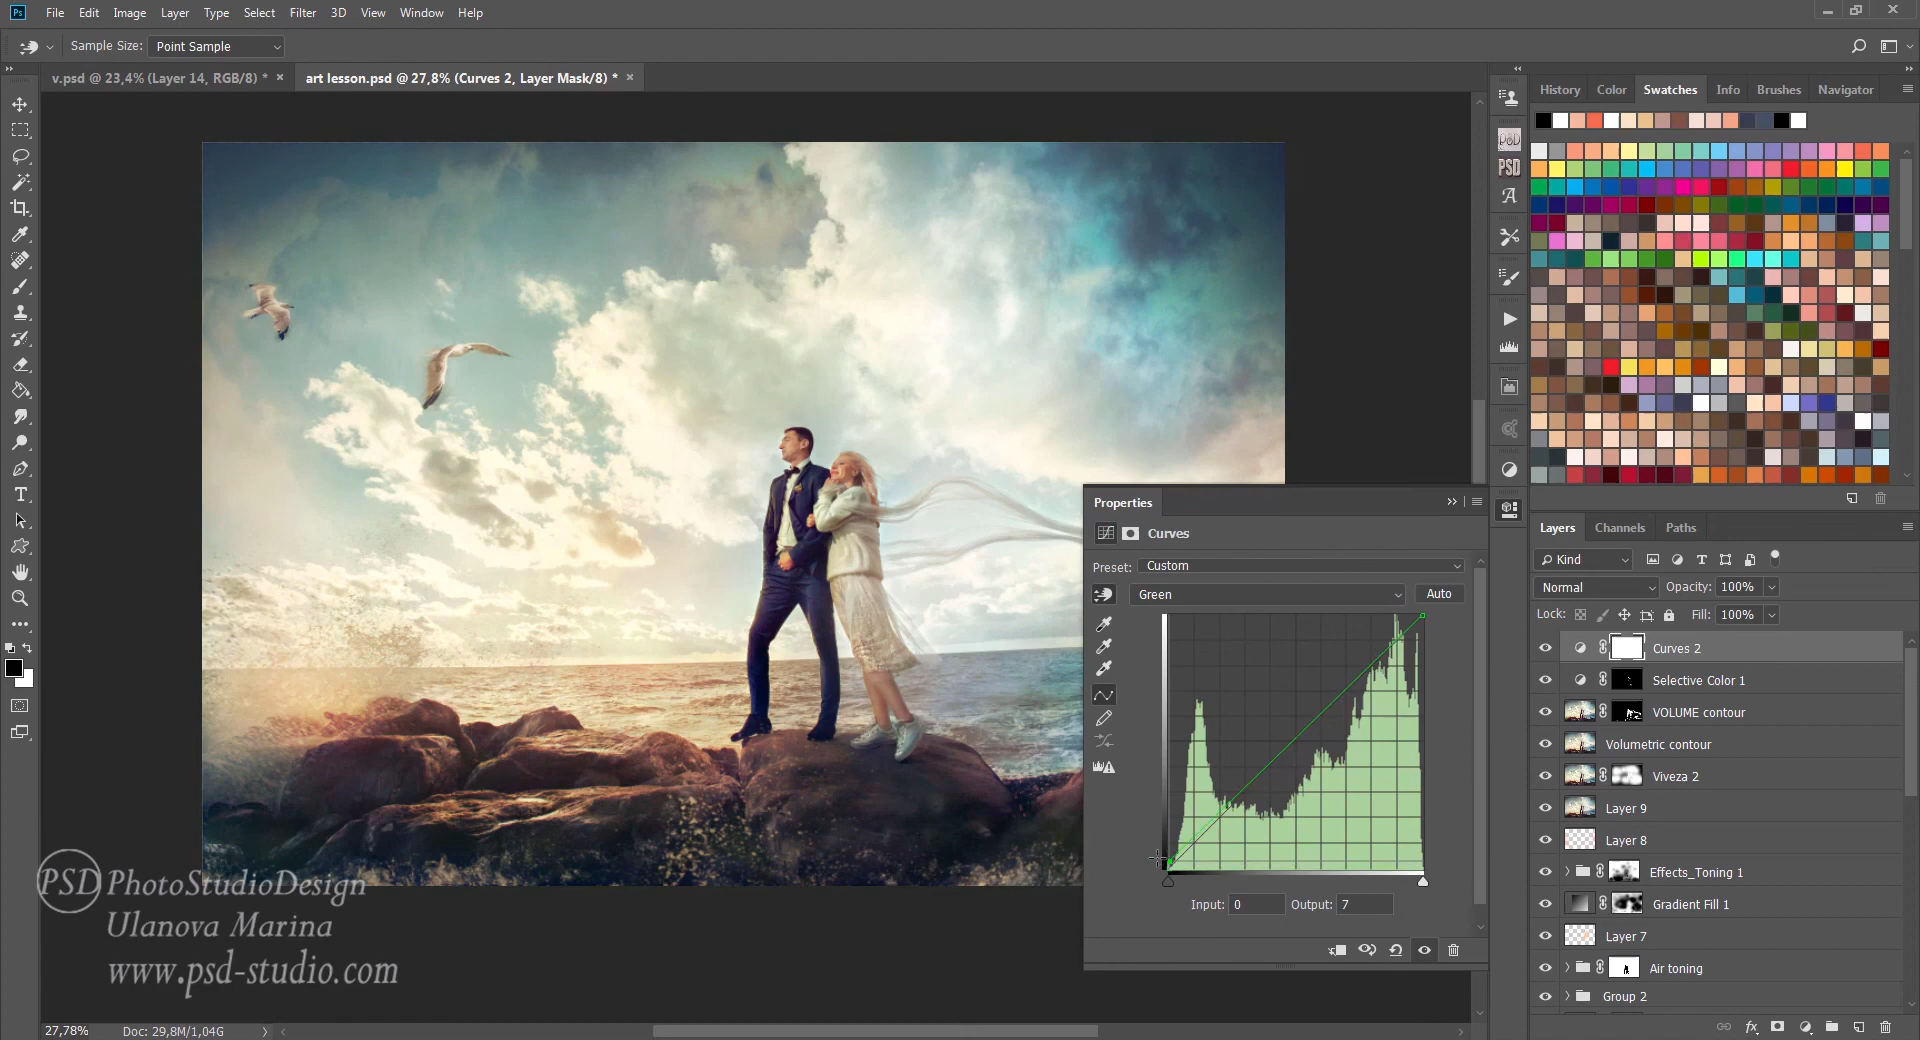 Ps File Edit Image Layer Type Select Filter 3D View Window Help
Sample Size: Point Sample
v.psd @ 23,4% (Layer 14, RGB/8) * ×
art lesson.psd @ 27,8% (Curves 2, Layer Mask/8) * ×
History Color Swatches Info Brushes Navigator
PSD
PSD
A
Properties
Curves
Preset: Custom
Green Auto
Input: 0 Output: 7
Layers Channels Paths
Kind
Normal Opacity: 100%
Lock: Fill: 100%
Curves 2
Selective Color 1
VOLUME contour
Volumetric contour
Viveza 2
Layer 9
Layer 8
Effects_Toning 1
Gradient Fill 1
Layer 7
Air toning
Group 2
fx
T
PSD PhotoStudioDesign
Ulanova Marina
www.psd-studio.com
27,78% Doc: 29,8M/1,04G